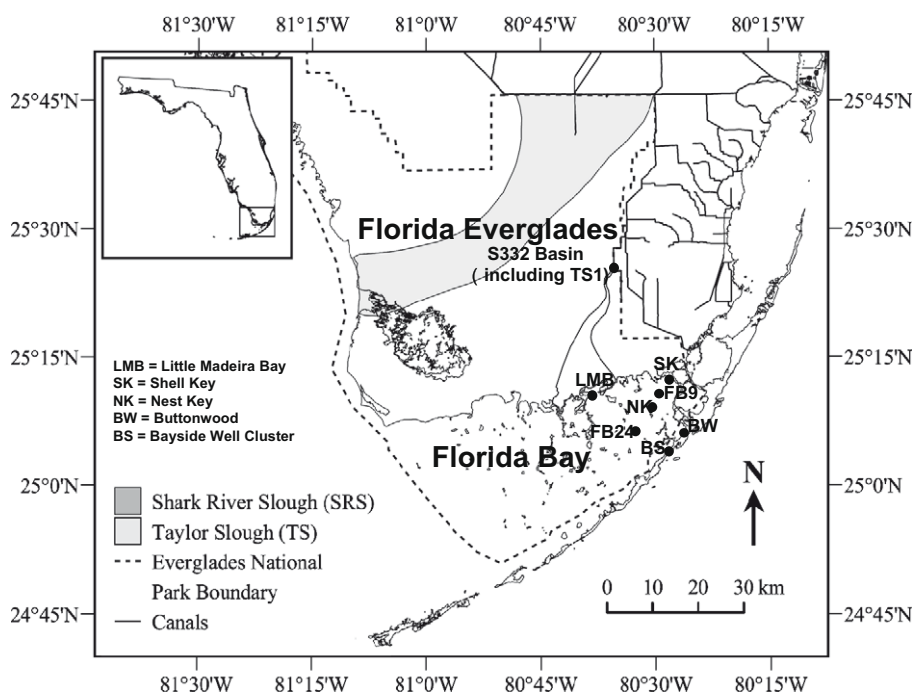 81°30'W 81°15'W 81°0'W 80°45'W 80°30'W 80°15'W
25°45'N 25°45'N
25°30'N 25°30'N
Florida Everglades
S332 Basin
( including TS1)
25°15'N 25°15'N
LMB = Little Madeira Bay
SK = Shell Key
NK = Nest Key
BW = Buttonwood
BS = Bayside Well Cluster
SK
LMB
FB9
NK
BW
FB24
BS
Florida Bay
25°0'N 25°0'N
N
Shark River Slough (SRS)
Taylor Slough (TS)
Everglades National
Park Boundary
Canals
0 10 20 30 km
24°45'N 24°45'N
81°30'W 81°15'W 81°0'W 80°45'W 80°30'W 80°15'W